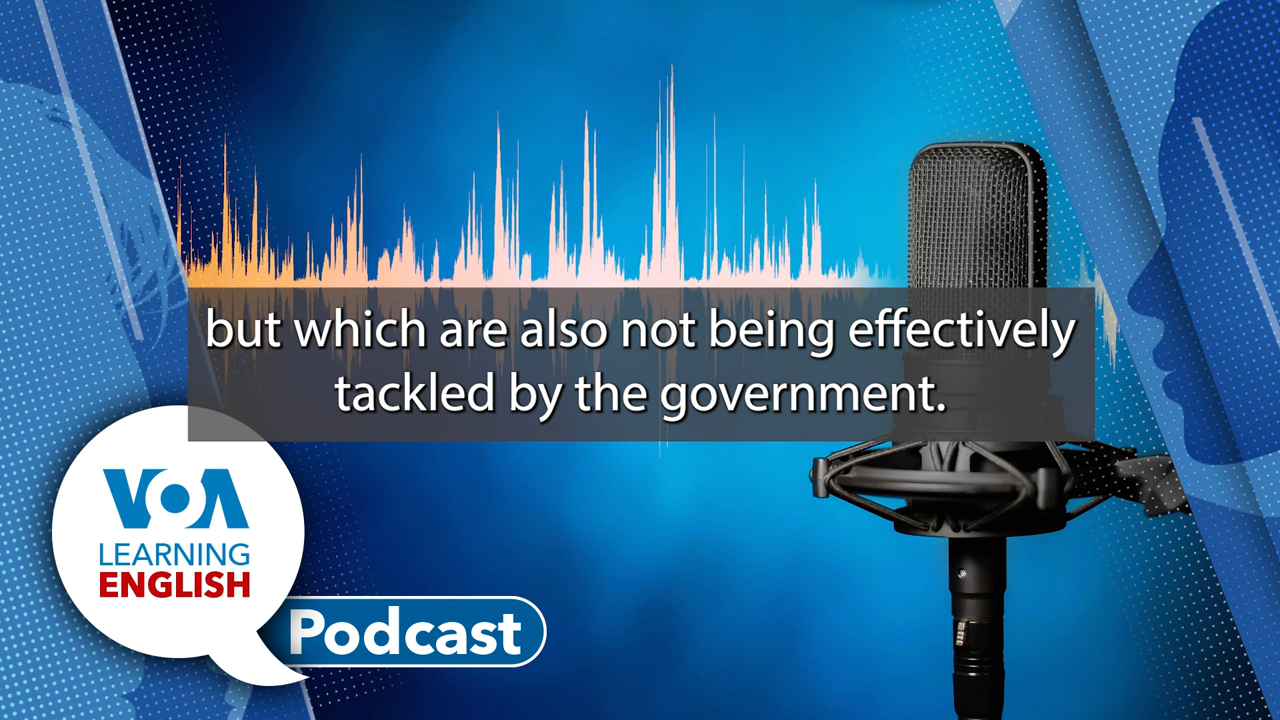 but which are also not being effectively
tackled by the government.
VOA
LEARNING
ENGLISH
Podcast